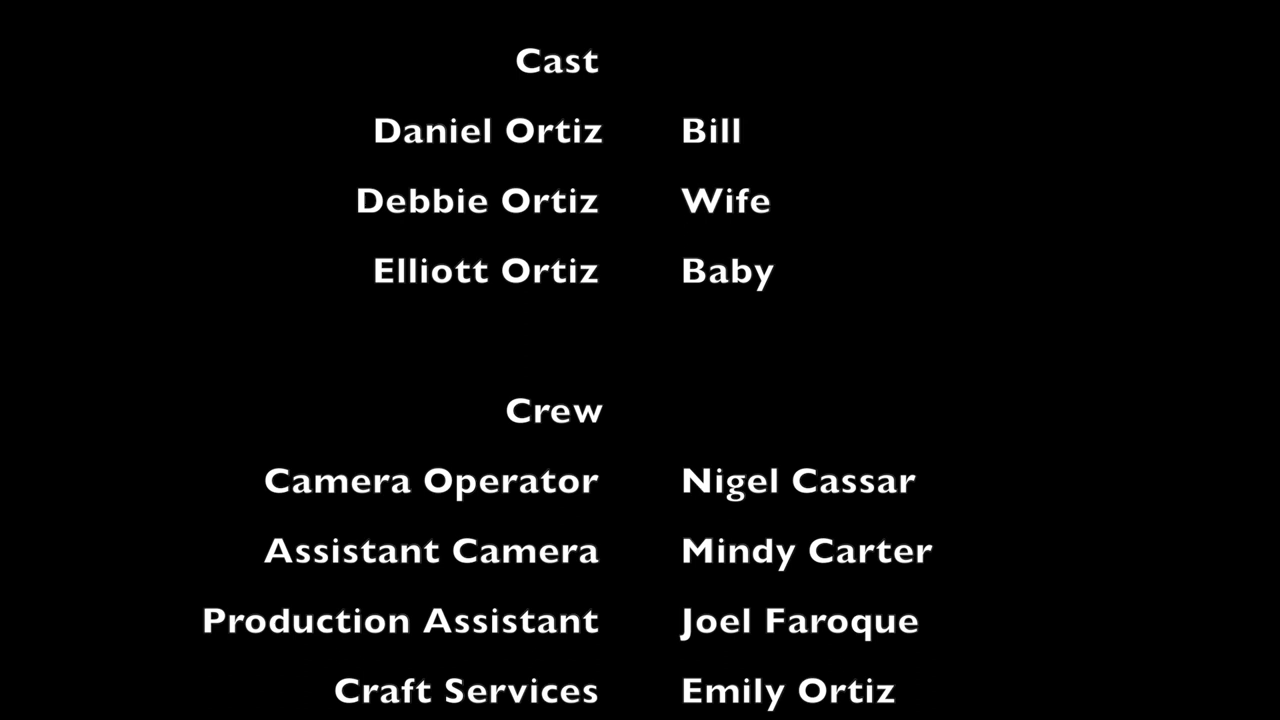 Cast
Daniel Ortiz Bill
Debbie Ortiz Wife
Elliott Ortiz Baby
Crew
Camera Operator Nigel Cassar
Assistant Camera Mindy Carter
Production Assistant Joel Faroque
Craft Services Emily Ortiz